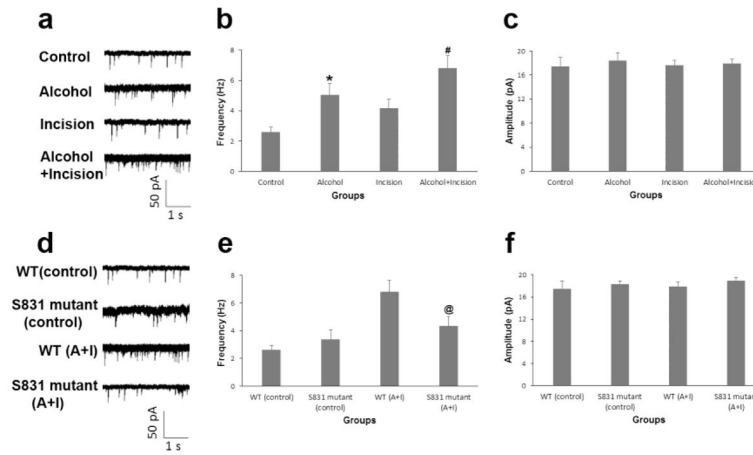 a
Control
Alcohol
Incision
Alcohol
+Incision
50 pA
1 s
b
Frequency (Hz)
8
6
4
2
0
*
#
Control Alcohol Incision Alcohol+Incision
Groups
c
Amplitude (pA)
20
16
12
8
4
0
Control Alcohol Incision Alcohol+Incision
Groups
d
WT(control)
S831 mutant
(control)
WT (A+I)
S831 mutant
(A+I)
50 pA
1 s
e
Frequency (Hz)
8
6
4
2
0
@
WT (control) S831 mutant WT (A+I) S831 mutant
(control) (A+I)
Groups
f
Amplitude (pA)
20
16
12
8
4
0
WT (control) S831 mutant WT (A+I) S831 mutant
(control) (A+I)
Groups